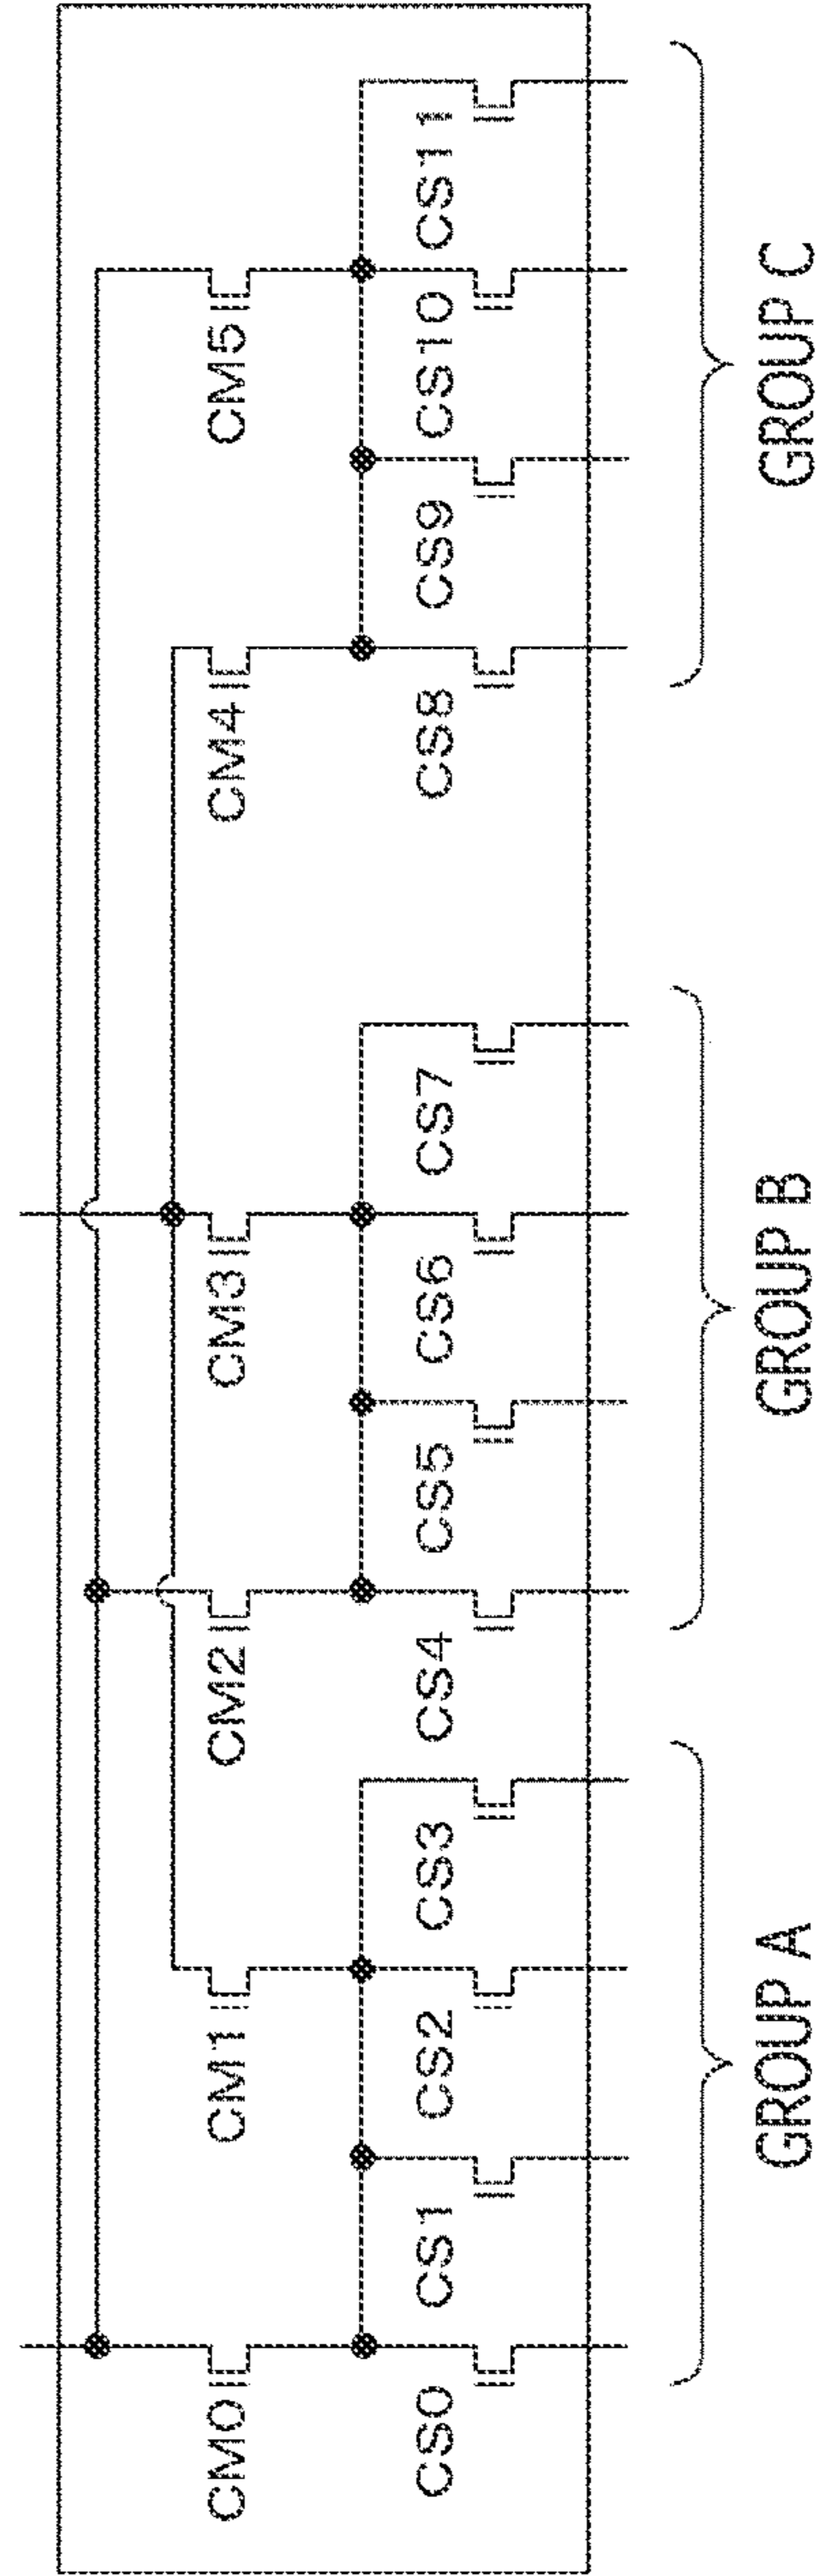 CM0
CM1
CM2
CM3
CM4
CM5
CS0
CS1
CS2
CS3
CS4
CS5
CS6
CS7
CS8
CS9
CS10
CS11
GROUP A
GROUP B
GROUP C